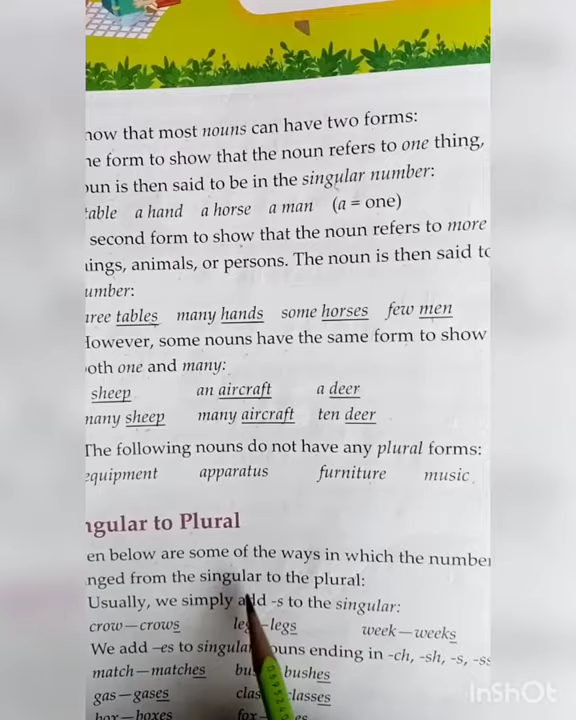 how that most nouns can have two forms:
ne form to show that the noun refers to one thing,
oun is then said to be in the singular number:
table a hand a horse a man (a = one)
second form to show that the noun refers to more
ings, animals, or persons. The noun is then said to
umber:
ree tables many hands some horses few men
However, some nouns have the same form to show
oth one and many:
sheep an aircraft a deer
many sheep many aircraft ten deer
The following nouns do not have any plural forms:
equipment apparatus furniture music
ngular to Plural
en below are some of the ways in which the number
nged from the singular to the plural:
Usually, we simply add -s to the singular:
crow—crows leg—legs week—weeks
We add –es to singular nouns ending in -ch, -sh, -s, -ss
match—matches bushes
gas—gases classes
box—boxes fox
InShOt